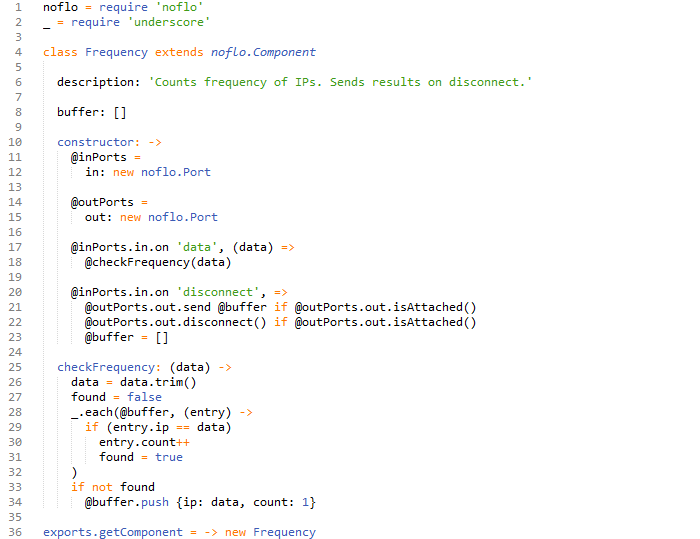 1 noflo = require 'noflo'
2 _ = require 'underscore'
3
4 class Frequency extends noflo.Component
5
6   description: 'Counts frequency of IPs. Sends results on disconnect.'
7
8   buffer: []
9
10   constructor: ->
11     @inPorts =
12       in: new noflo.Port
13
14     @outPorts =
15       out: new noflo.Port
16
17     @inPorts.in.on 'data', (data) =>
18       @checkFrequency(data)
19
20     @inPorts.in.on 'disconnect', =>
21       @outPorts.out.send @buffer if @outPorts.out.isAttached()
22       @outPorts.out.disconnect() if @outPorts.out.isAttached()
23       @buffer = []
24
25   checkFrequency: (data) ->
26     data = data.trim()
27     found = false
28     _.each(@buffer, (entry) ->
29       if (entry.ip == data)
30         entry.count++
31         found = true
32     )
33     if not found
34       @buffer.push {ip: data, count: 1}
35
36 exports.getComponent = -> new Frequency